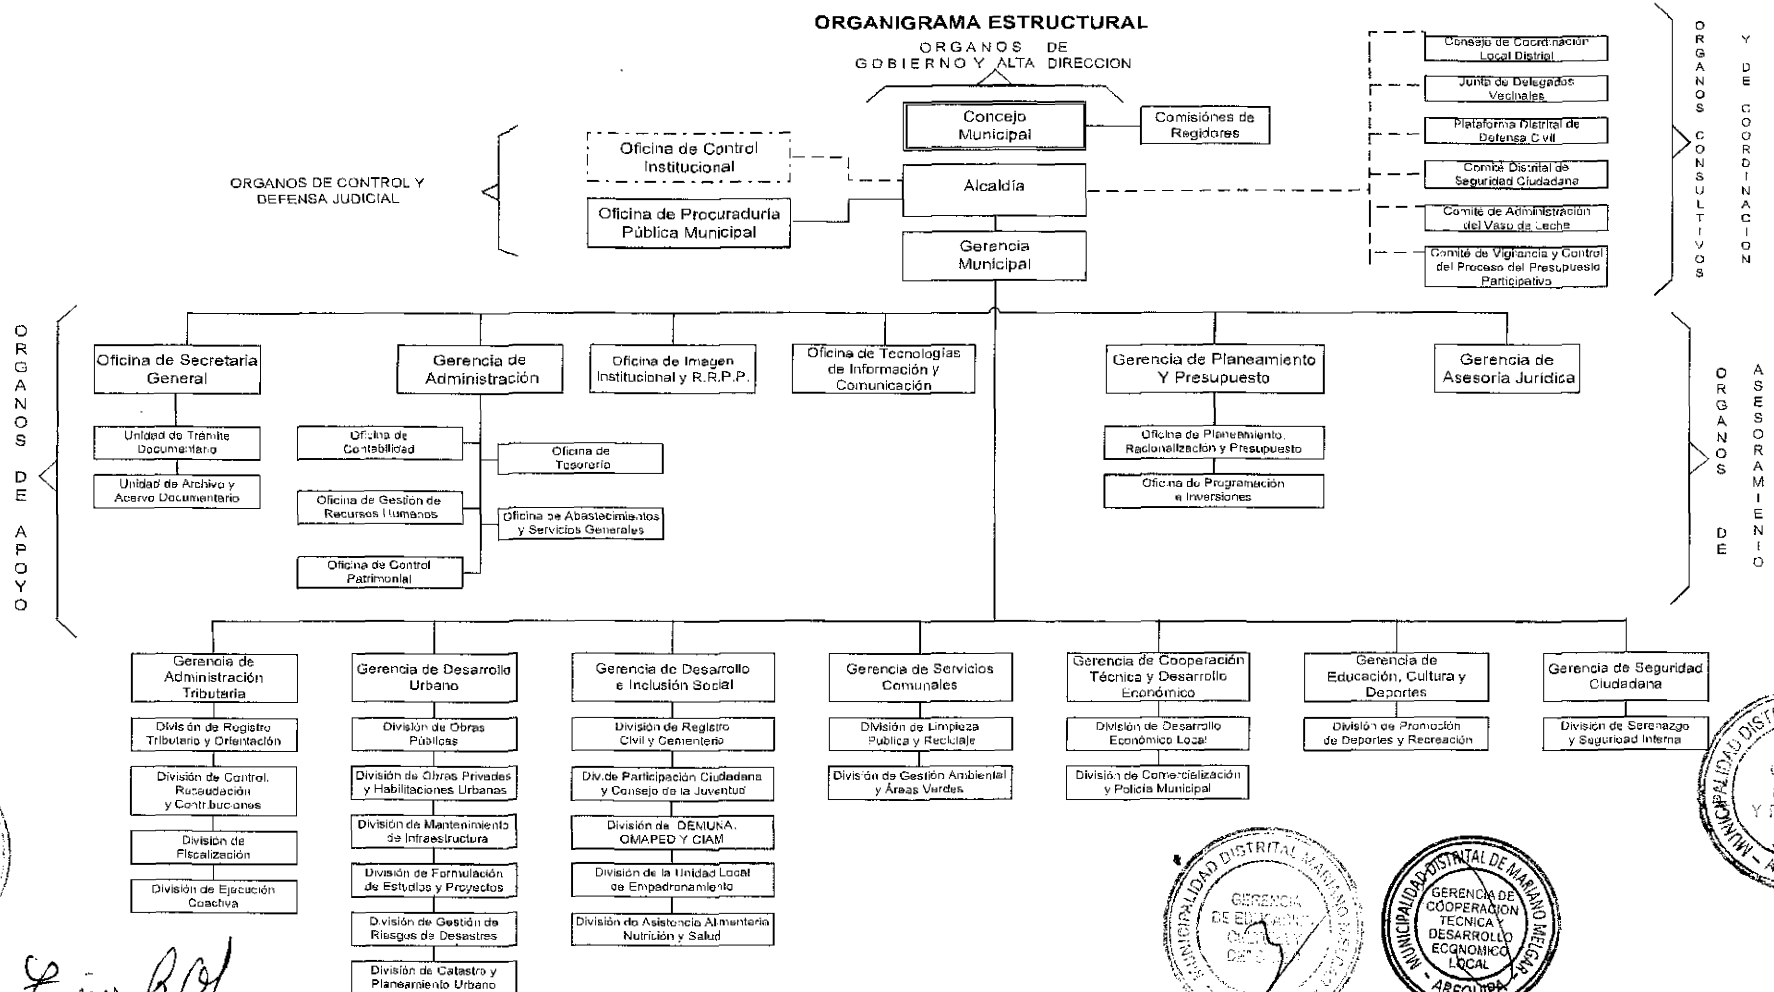 ORGANIGRAMA ESTRUCTURAL
ORGANOS DE
GOBIERNO Y ALTA DIRECCION
Concejo
Municipal
Comisiónes de
Regidores
Oficina de Control
Institucional
Alcaldía
ORGANOS DE CONTROL Y
DEFENSA JUDICIAL
Oficina de Procuraduria
Pública Municipal
Gerencia
Municipal
Consejo de Coordinación
Local Distrial
Junta de Delegados
Vecinales
Plataforma Distrital de
Defensa Civil
Comité Distrital de
Seguridad Ciudadana
Comité de Administración
del Vaso de Leche
Comité de Vigilancia y Control
del Proceso del Presupuesto
Participativo
ORGANOS CONSULTIVOS
Y DE COORDINACION
ORGANOS DE APOYO
Oficina de Secretaria
General
Gerencia de
Administración
Oficina de Imagen
Institucional y R.R.P.P.
Oficina de Tecnologías
de Información y
Comunicación
Gerencia de Planeamiento
Y Presupuesto
Gerencia de
Asesoría Jurídica
ORGANOS DE
ASESORAMIENTO
Unidad de Trámite
Documentario
Unidad de Archivo y
Acervo Documentario
Oficina de
Contabilidad
Oficina de
Tesorería
Oficina de Gestión de
Recursos Humanos
Oficina de Abastecimientos
y Servicios Generales
Oficina de Control
Patrimonial
Oficina de Planeamiento,
Racionalización y Presupuesto
Oficina de Programación
e Inversiones
Gerencia de
Administración
Tributaria
Gerencia de Desarrollo
Urbano
Gerencia de Desarrollo
e Inclusión Social
Gerencia de Servicios
Comunales
Gerencia de Cooperación
Técnica y Desarrollo
Económico
Gerencia de
Educación, Cultura y
Deportes
Gerencia de Seguridad
Ciudadana
División de Registro
Tributario y Orientación
División de Control,
Recaudación
y Contribuciones
División de
Fiscalización
División de Ejecución
Coactiva
División de Obras
Públicas
División de Obras Privadas
y Habilitaciones Urbanas
División de Mantenimiento
de Infraestructura
División de Formulación
de Estudios y Proyectos
División de Gestión de
Riesgos de Desastres
División de Catastro y
Planeamiento Urbano
División de Registro
Civil y Cementerio
Div.de Participación Ciudadana
y Consejo de la Juventud
División de DEMUNA,
OMAPED Y CIAM
División de la Unidad Local
de Empadronamiento
División de Asistencia Alimentaria
Nutrición y Salud
División de Limpieza
Publica y Reciclaje
División de Gestión Ambiental
y Áreas Verdes
División de Desarrollo
Económico Local
División de Comercialización
y Policía Municipal
División de Promoción
de Deportes y Recreación
División de Serenazgo
y Seguridad Interna
MUNICIPALIDAD DISTRITAL MARIANO MELGAR
GERENCIA
DE EDUCACION
MUNICIPALIDAD DISTRITAL DE MARIANO MELGAR
GERENCIA DE
COOPERACION
TECNICA Y
DESARROLLO
ECONOMICO
LOCAL
AREQUIPA
MUNICIPALIDAD